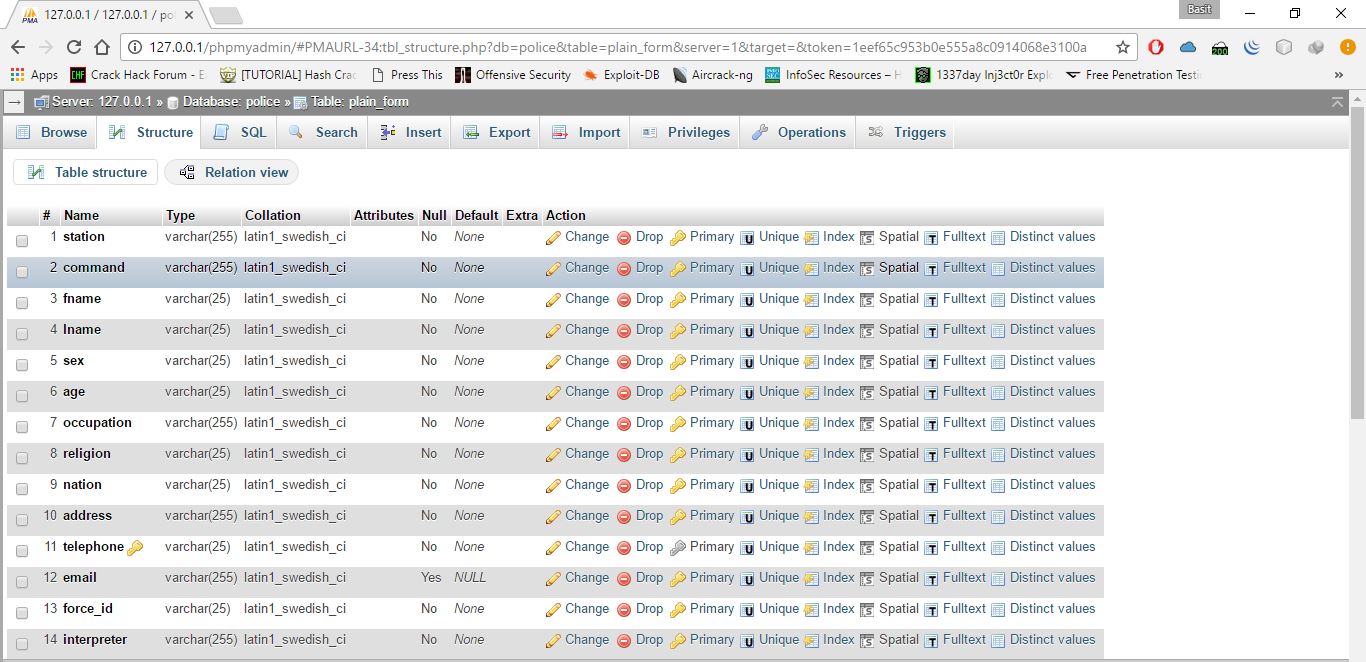 127.0.0.1 / 127.0.0.1 / pol
Basit
127.0.0.1/phpmyadmin/#PMAURL-34:tbl_structure.php?db=police&table=plain_form&server=1&target=&token=1eef65c953b0e555a8c0914068e3100a
Apps Crack Hack Forum - E [TUTORIAL] Hash Crac Press This Offensive Security Exploit-DB Aircrack-ng InfoSec Resources – H 1337day Inj3ct0r Explo Free Penetration Testi »
Server: 127.0.0.1 » Database: police » Table: plain_form
Browse Structure SQL Search Insert Export Import Privileges Operations Triggers
Table structure Relation view
# Name Type Collation Attributes Null Default Extra Action
1 station varchar(255) latin1_swedish_ci No None Change Drop Primary Unique Index Spatial Fulltext Distinct values
2 command varchar(255) latin1_swedish_ci No None Change Drop Primary Unique Index Spatial Fulltext Distinct values
3 fname varchar(25) latin1_swedish_ci No None Change Drop Primary Unique Index Spatial Fulltext Distinct values
4 lname varchar(25) latin1_swedish_ci No None Change Drop Primary Unique Index Spatial Fulltext Distinct values
5 sex varchar(25) latin1_swedish_ci No None Change Drop Primary Unique Index Spatial Fulltext Distinct values
6 age varchar(25) latin1_swedish_ci No None Change Drop Primary Unique Index Spatial Fulltext Distinct values
7 occupation varchar(255) latin1_swedish_ci No None Change Drop Primary Unique Index Spatial Fulltext Distinct values
8 religion varchar(25) latin1_swedish_ci No None Change Drop Primary Unique Index Spatial Fulltext Distinct values
9 nation varchar(25) latin1_swedish_ci No None Change Drop Primary Unique Index Spatial Fulltext Distinct values
10 address varchar(255) latin1_swedish_ci No None Change Drop Primary Unique Index Spatial Fulltext Distinct values
11 telephone varchar(25) latin1_swedish_ci No None Change Drop Primary Unique Index Spatial Fulltext Distinct values
12 email varchar(255) latin1_swedish_ci Yes NULL Change Drop Primary Unique Index Spatial Fulltext Distinct values
13 force_id varchar(25) latin1_swedish_ci No None Change Drop Primary Unique Index Spatial Fulltext Distinct values
14 interpreter varchar(255) latin1_swedish_ci No None Change Drop Primary Unique Index Spatial Fulltext Distinct values